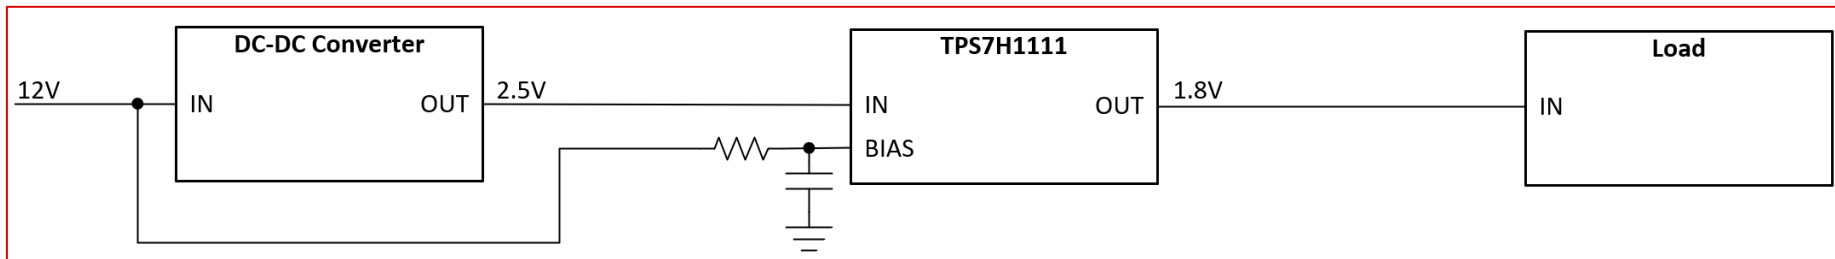 DC-DC Converter
TPS7H1111
Load
12V
IN
OUT
2.5V
IN
OUT
1.8V
IN
BIAS